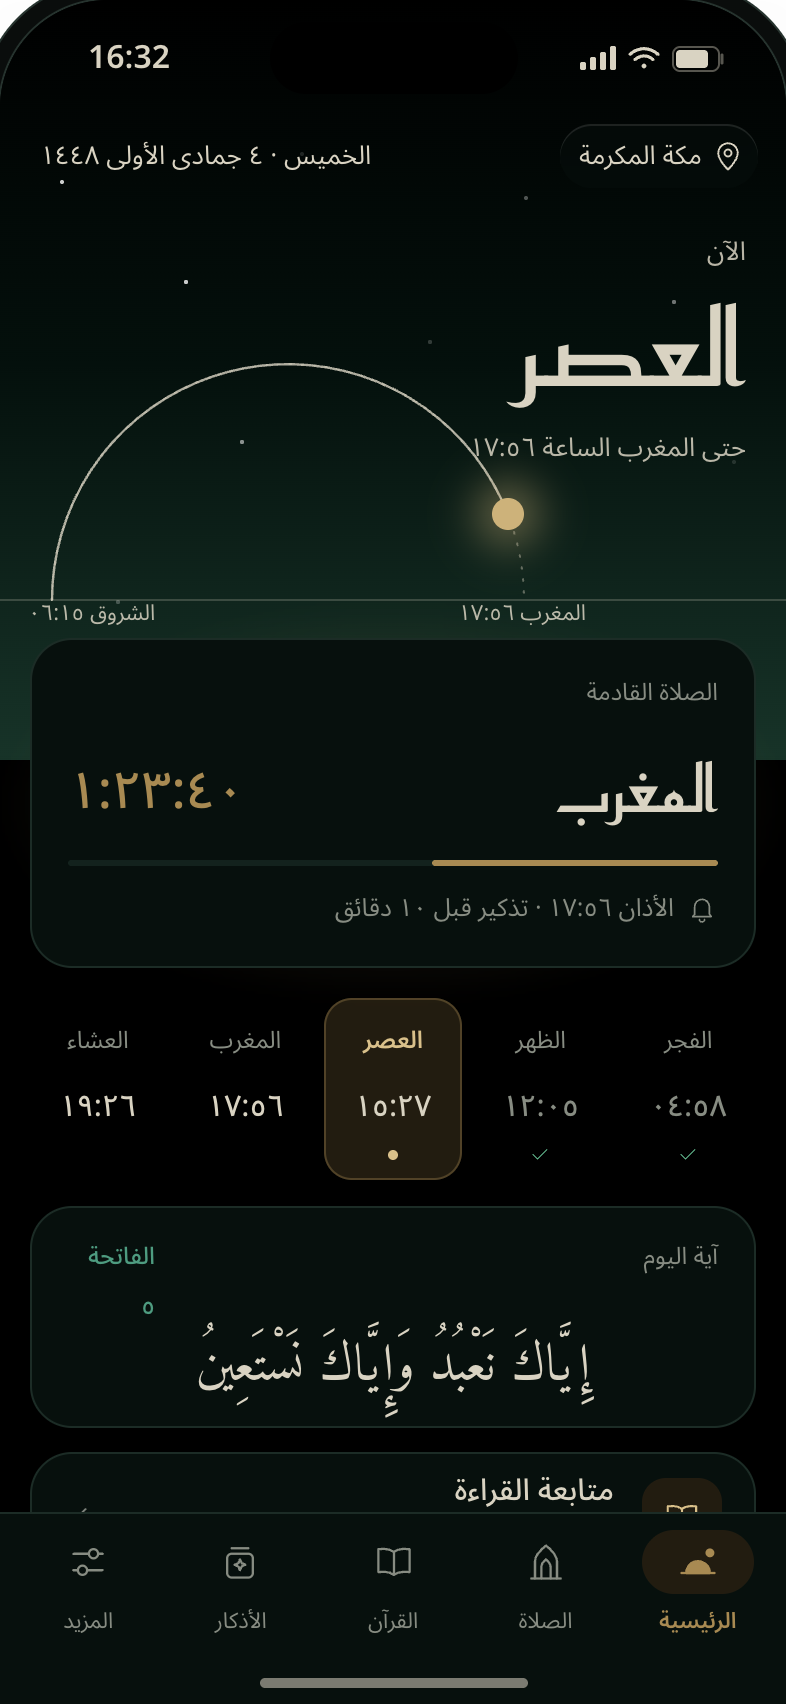 16:32
مكة المكرمة
الخميس · ٤ جمادى الأولى ١٤٤٨
الآن
العصر
حتى المغرب الساعة ١٧:٥٦
المغرب ١٧:٥٦
الشروق ٠٦:١٥
الصلاة القادمة
المغرب
١:٢٣:٤٠
الأذان ١٧:٥٦ · تذكير قبل ١٠ دقائق
الفجر
٠٤:٥٨
الظهر
١٢:٠٥
العصر
١٥:٢٧
المغرب
١٧:٥٦
العشاء
١٩:٢٦
آية اليوم
الفاتحة
٥
إِيَّاكَ نَعْبُدُ وَإِيَّاكَ نَسْتَعِينُ
متابعة القراءة
الرئيسية
الصلاة
القرآن
الأذكار
المزيد